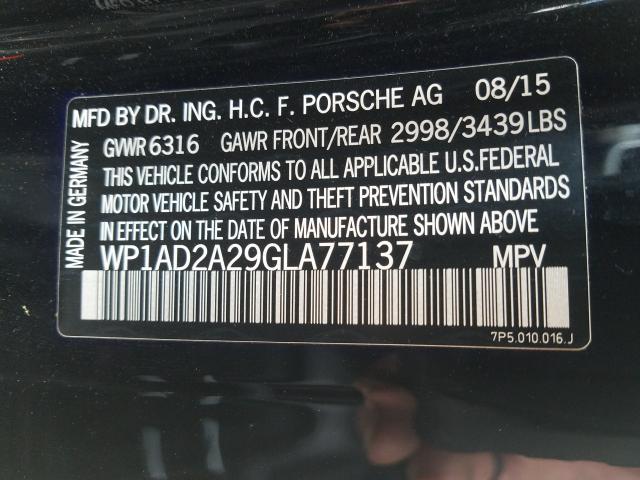 MFD BY DR. ING. H.C. F. PORSCHE AG 08/15
GVWR 6316 GAWR FRONT/REAR 2998/3439 LBS
THIS VEHICLE CONFORMS TO ALL APPLICABLE U.S.FEDERAL
MOTOR VEHICLE SAFETY AND THEFT PREVENTION STANDARDS
IN EFFECT ON THE DATE OF MANUFACTURE SHOWN ABOVE
WP1AD2A29GLA77137 MPV
MADE IN GERMANY
7P5.010.016.J